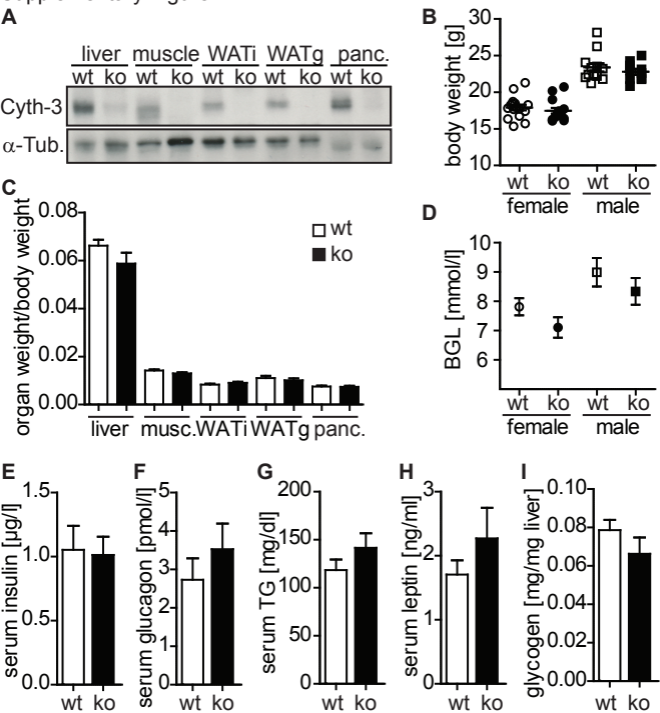 A
liver muscle WATi WATg panc.
wt ko wt ko wt ko wt ko wt ko
Cyth-3
α-Tub.
B
body weight [g]
30
25
20
15
10
wt ko wt ko
female male
C
organ weight/body weight
0.08
0.06
0.04
0.02
0.00
wt
ko
liver musc. WATi WATg panc.
D
BGL [mmol/l]
10
9
8
7
6
wt ko wt ko
female male
E
serum insulin [µg/l]
1.5
1.0
0.5
0.0
wt ko
F
serum glucagon [pmol/l]
5
4
3
2
1
0
wt ko
G
serum TG [mg/dl]
200
150
100
50
0
wt ko
H
serum leptin [ng/ml]
3
2
1
0
wt ko
I
glycogen [mg/mg liver]
0.10
0.08
0.06
0.04
0.02
0.00
wt ko